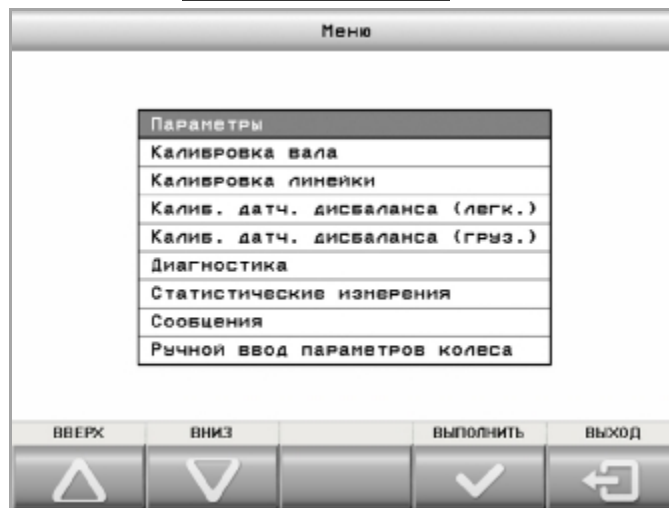 Меню
Параметры
Калибровка вала
Калибровка линейки
Калиб. датч. дисбаланса (легк.)
Калиб. датч. дисбаланса (груз.)
Диагностика
Статистические измерения
Сообщения
Ручной ввод параметров колеса
ВВЕРХ ВНИЗ ВЫПОЛНИТЬ ВЫХОД